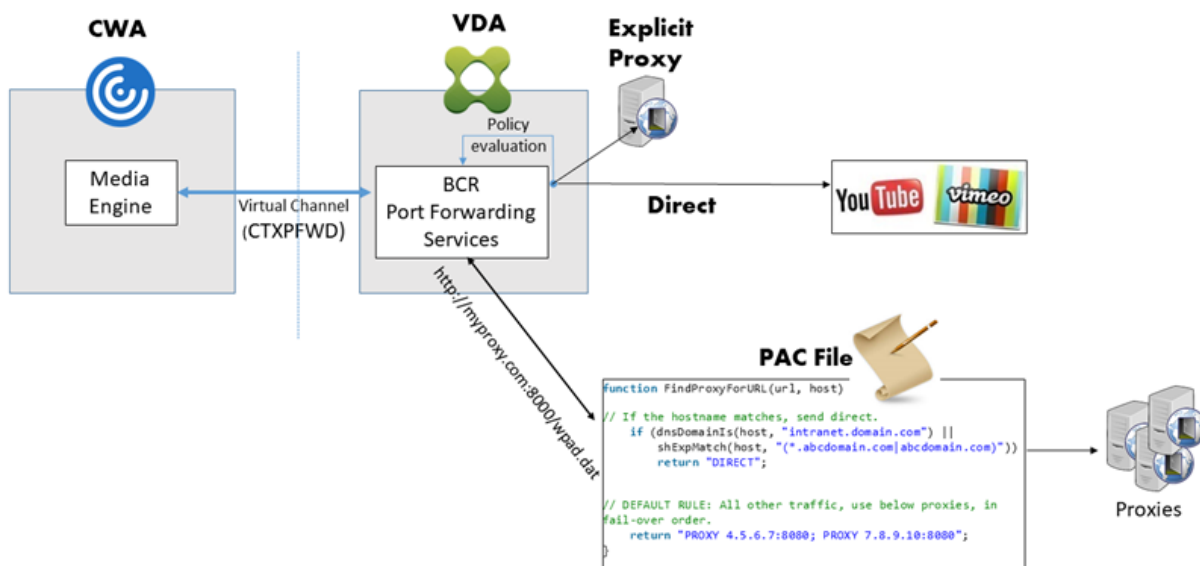 CWA
VDA
Explicit
Proxy
Policy
evaluation
Media
Engine
Virtual Channel
(CTXPFWD)
BCR
Port Forwarding
Services
Direct
YouTube
vimeo
http://myproxy.com:8000/wpad.dat
PAC File
function FindProxyForURL(url, host)
// If the hostname matches, send direct.
if (dnsDomainIs(host, "intranet.domain.com") ||
shExpMatch(host, "(*.abcdomain.com|abcdomain.com)"))
return "DIRECT";
// DEFAULT RULE: All other traffic, use below proxies, in
fail-over order.
return "PROXY 4.5.6.7:8080; PROXY 7.8.9.10:8080";
}
Proxies